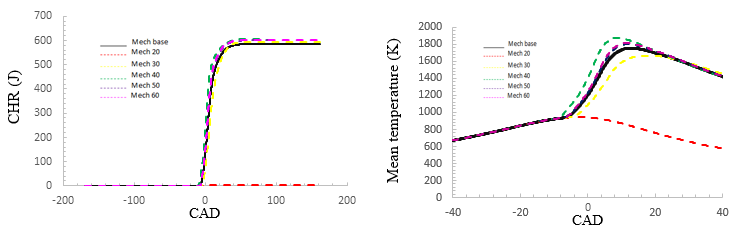 CHR (J)
700
600
500
400
300
200
100
0
Mech base
Mech 20
Mech 30
Mech 40
Mech 50
Mech 60
-200 -100 0 100 200
CAD
Mean temperature (K)
2000
1800
1600
1400
1200
1000
800
600
400
200
0
Mech base
Mech 20
Mech 30
Mech 40
Mech 50
Mech 60
-40 -20 0 20 40
CAD